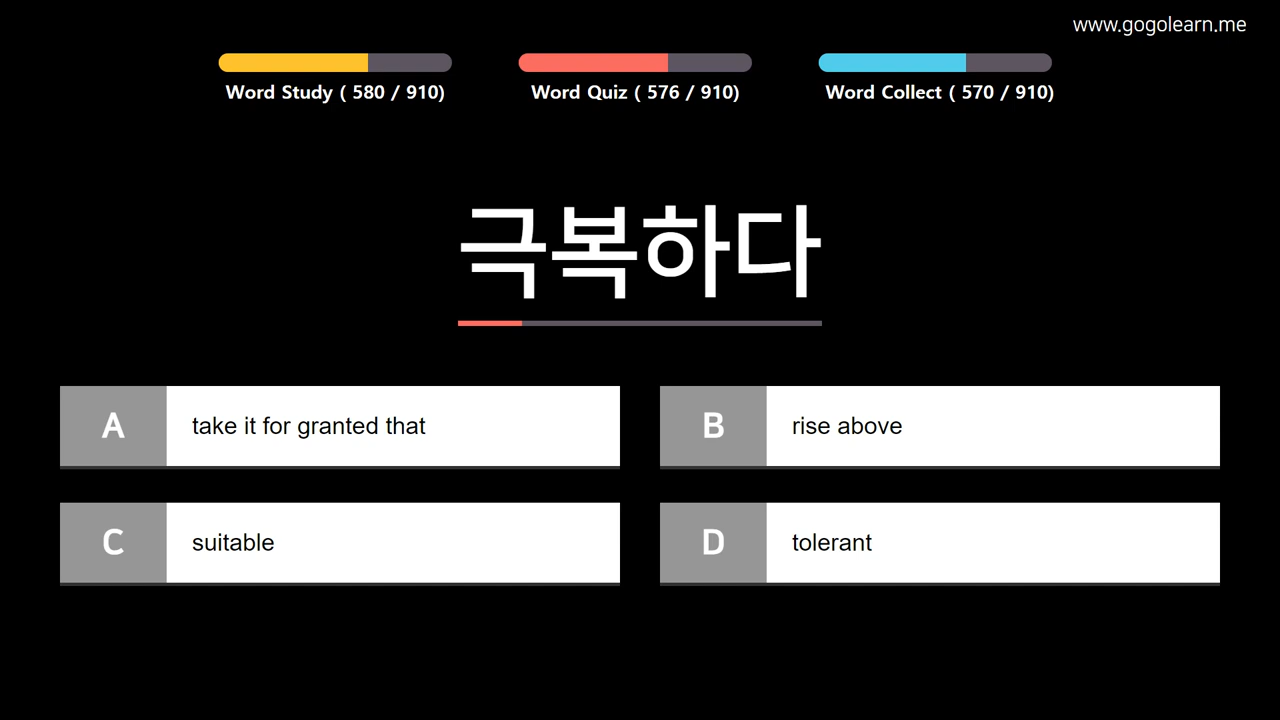 www.gogolearn.me
Word Study ( 580 / 910)
Word Quiz ( 576 / 910)
Word Collect ( 570 / 910)
극복하다
A take it for granted that
B rise above
C suitable
D tolerant